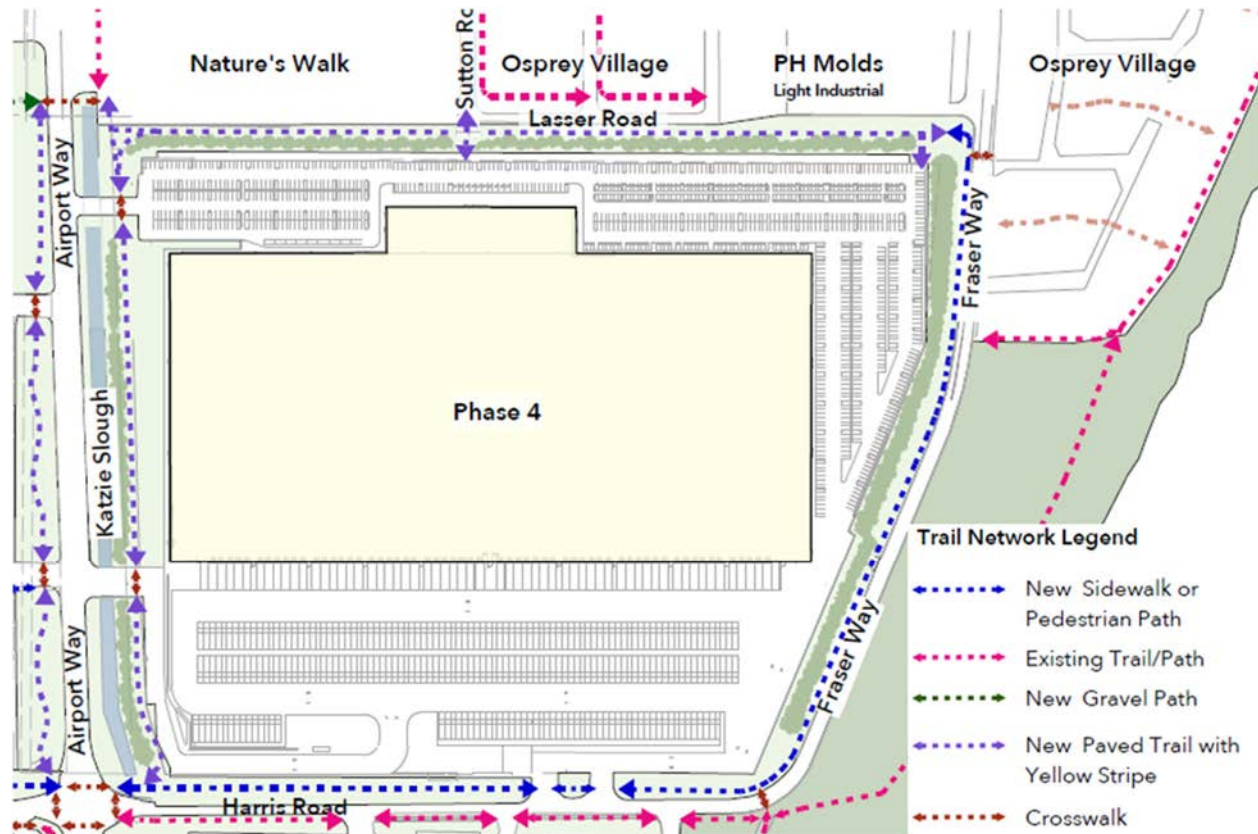 Nature's Walk
Sutton Ro
Osprey Village
PH Molds
Light Industrial
Osprey Village
Lasser Road
Airport Way
Fraser Way
Katzie Slough
Phase 4
Airport Way
Fraser Way
Harris Road
Trail Network Legend
New Sidewalk or
Pedestrian Path
Existing Trail/Path
New Gravel Path
New Paved Trail with
Yellow Stripe
Crosswalk